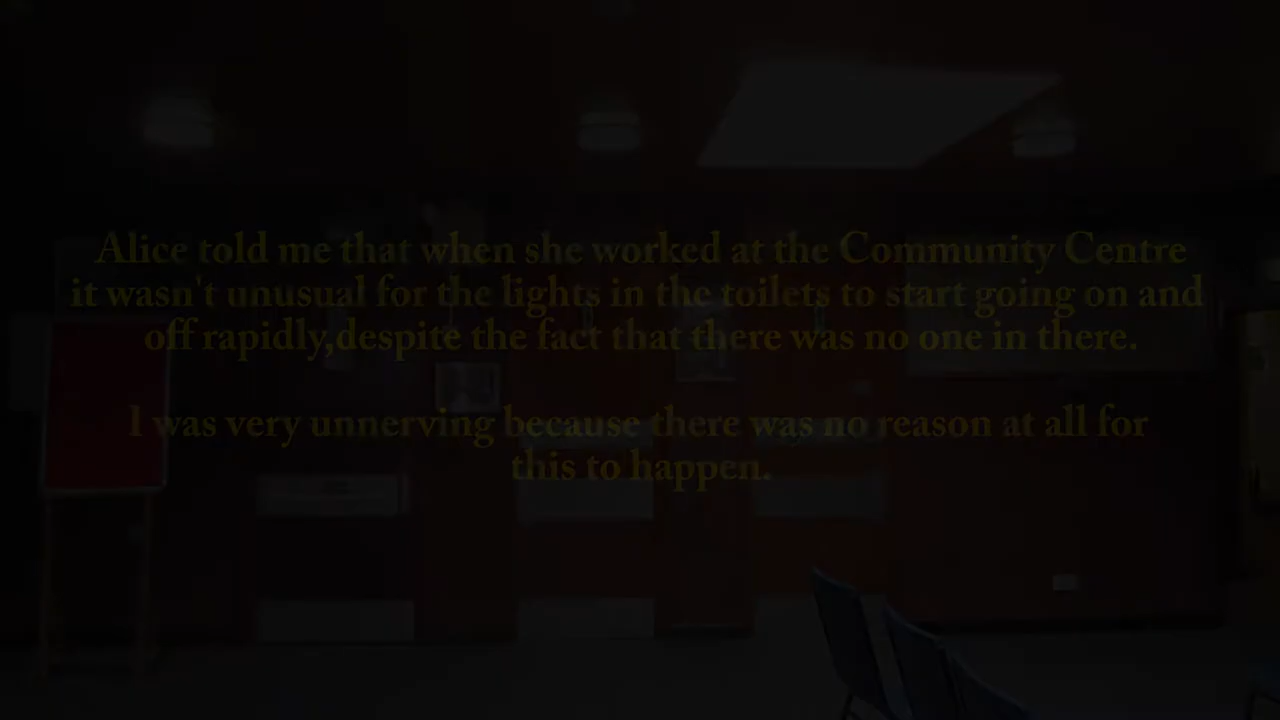 Alice told me that when she worked at the Community Centre
it wasn't unusual for the lights in the toilets to start going on and
off rapidly,despite the fact that there was no one in there.
I was very unnerving because there was no reason at all for
this to happen.